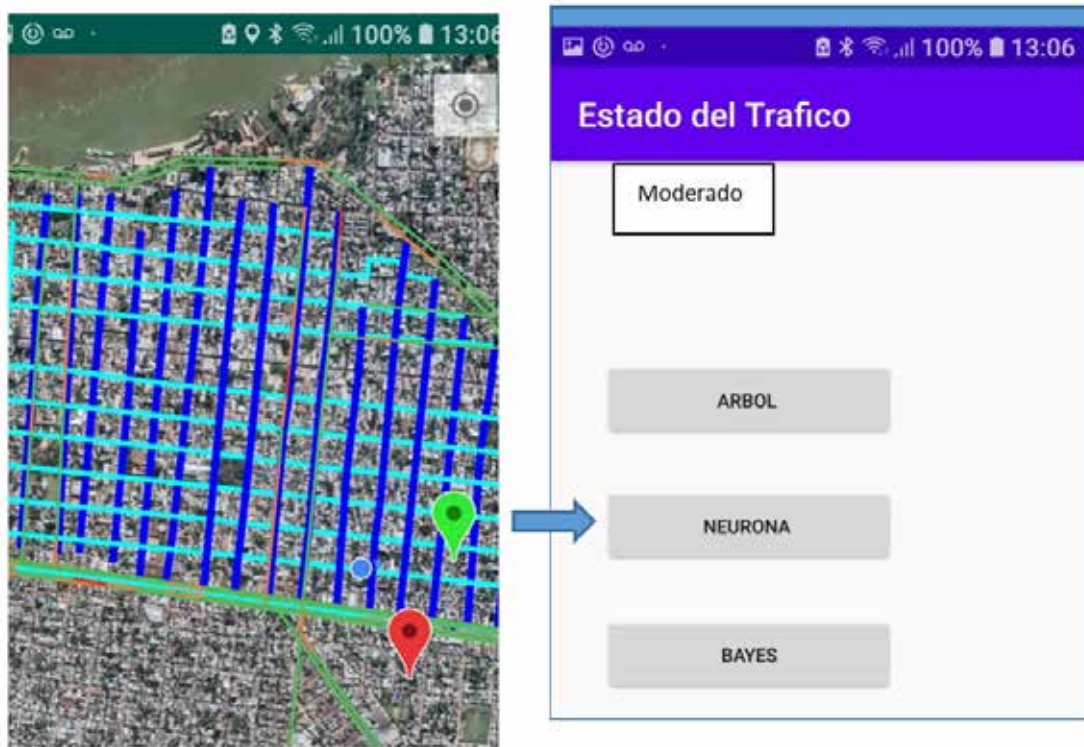 100% 13:06
100% 13:06
Estado del Trafico
Moderado
ARBOL
NEURONA
BAYES